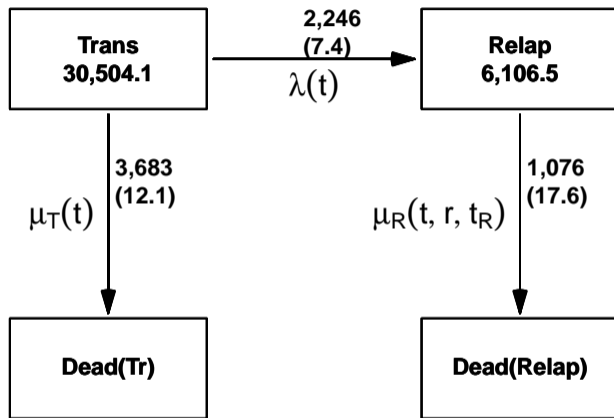 Trans
30,504.1
2,246
(7.4)
λ(t)
Relap
6,106.5
3,683
(12.1)
μT(t)
1,076
(17.6)
μR(t, r, tR)
Dead(Tr)
Dead(Relap)